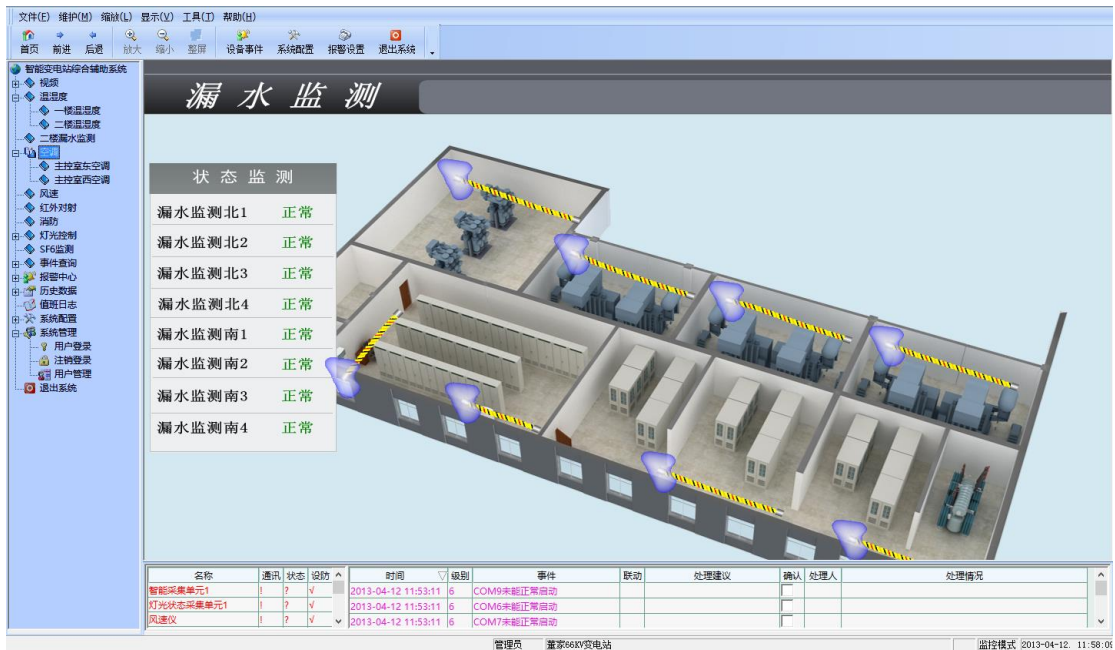 文件(F) 维护(M) 缩放(L) 显示(V) 工具(T) 帮助(H)
首页 前进 后退 放大 缩小 整屏 设备事件 系统配置 报警设置 退出系统
智能变电站综合辅助系统
视频
温湿度
一楼温湿度
二楼温湿度
二楼漏水监测
空调
主控室东空调
主控室西空调
风速
红外对射
消防
灯光控制
SF6监测
事件查询
报警中心
历史数据
值班日志
系统配置
系统管理
用户登录
注销登录
用户管理
退出系统
漏水监测
状态监测
漏水监测北1 正常
漏水监测北2 正常
漏水监测北3 正常
漏水监测北4 正常
漏水监测南1 正常
漏水监测南2 正常
漏水监测南3 正常
漏水监测南4 正常
名称 通讯 状态 设防
智能采集单元1 ! ? √
灯光状态采集单元1 ! ? √
风速仪 ! ? √
时间 级别 事件 联动 处理建议 确认 处理人 处理情况
2013-04-12 11:53:11 6 COM9未能正常启动
2013-04-12 11:53:11 6 COM6未能正常启动
2013-04-12 11:53:11 6 COM7未能正常启动
管理员 董家66KV变电站 监控模式 2013-04-12. 11:58:09